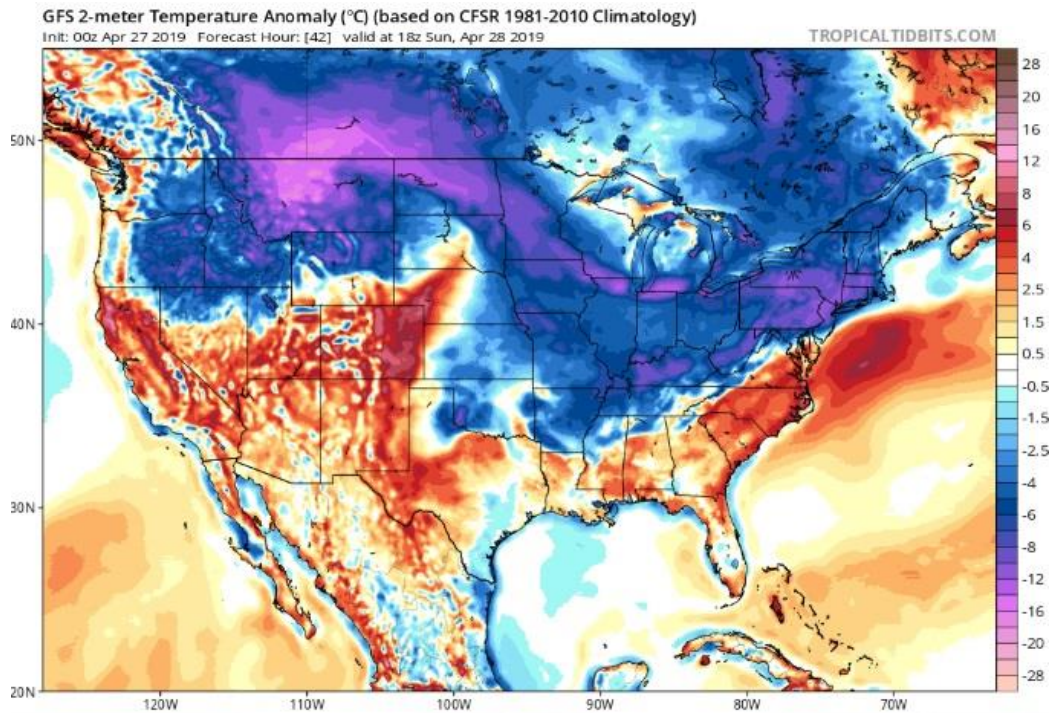 GFS 2-meter Temperature Anomaly (°C) (based on CFSR 1981-2010 Climatology)
Init: 00z Apr 27 2019 Forecast Hour: [42] valid at 18z Sun, Apr 28 2019 TROPICALTIDBITS.COM
28
20
16
12
8
6
4
2.5
1.5
0.5
-0.5
-1.5
-2.5
-4
-6
-8
-12
-16
-20
-28
50N
40N
30N
20N
120W 110W 100W 90W 80W 70W